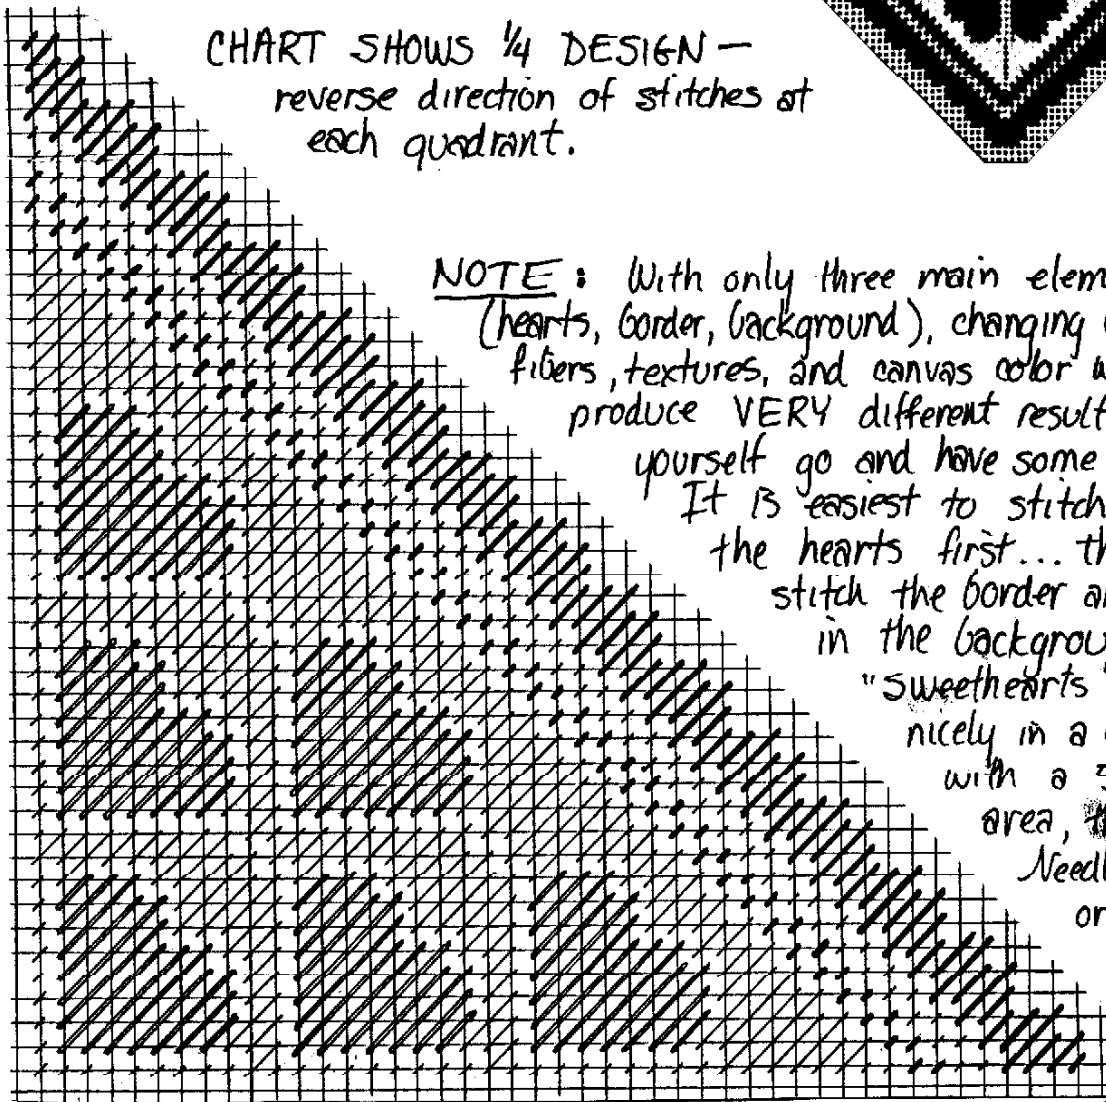 CHART SHOWS ¼ DESIGN —
reverse direction of stitches at
each quadrant.
NOTE: With only three main elem
(hearts, border, background), changing
fibers, textures, and canvas color
produce VERY different result
yourself go and have some
It is easiest to stitch
the hearts first... th
stitch the border a
in the backgrou
"Sweethearts"
nicely in a
with a
area,
Needl
or